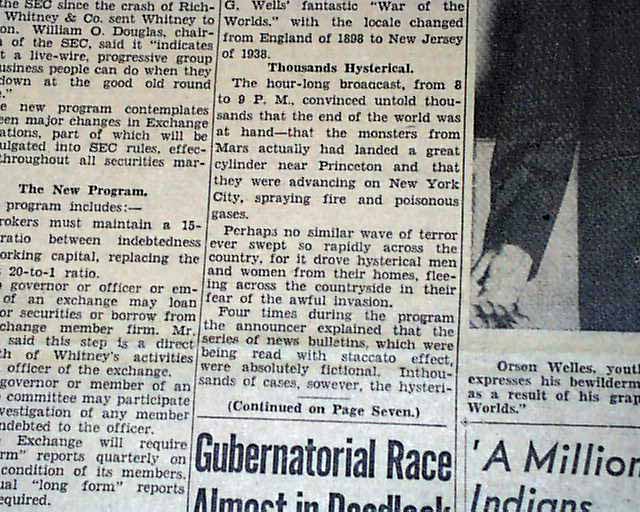 the SEC since the crash of Rich-
Whitney & Co. sent Whitney to
on. William O. Douglas, chair-
n of the SEC, said it "indicates
t a live-wire, progressive group
usiness people can do when they
down at the good old round
e."
e new program contemplates
een major changes in Exchange
ations, part of which will be
ulgated into SEC rules, effec-
throughout all securities mar-
The New Program.
program includes:—
rokers must maintain a 15-
ratio between indebtedness
orking capital, replacing the
20-to-1 ratio.
o governor or officer or em-
of an exchange may loan
or securities or borrow from
change member firm. Mr.
said this step is a direct
th of Whitney's activities
officer of the exchange.
governor or member of an
committee may participate
vestigation of any member
ndebted to the officer.
Exchange will require
rm" reports quarterly on
condition of its members.
ual "long form" reports
equired.
G. Wells' fantastic "War of the
Worlds," with the locale changed
from England of 1898 to New Jersey
of 1938.
Thousands Hysterical.
The hour-long broadcast, from 8
to 9 P. M., convinced untold thou-
sands that the end of the world was
at hand—that the monsters from
Mars actually had landed a great
cylinder near Princeton and that
they were advancing on New York
City, spraying fire and poisonous
gases.
Perhaps no similar wave of terror
ever swept so rapidly across the
country, for it drove hysterical men
and women from their homes, flee-
ing across the countryside in their
fear of the awful invasion.
Four times during the program
the announcer explained that the
series of news bulletins, which were
being read with staccato effect,
were absolutely fictional. Inthou-
sands of cases, sowever, the hysteri-
(Continued on Page Seven.)
Gubernatorial Race
Almost in Deadlock
Orson Welles, yout
expresses his bewilderm
as a result of his grap
Worlds."
'A Million
Indians